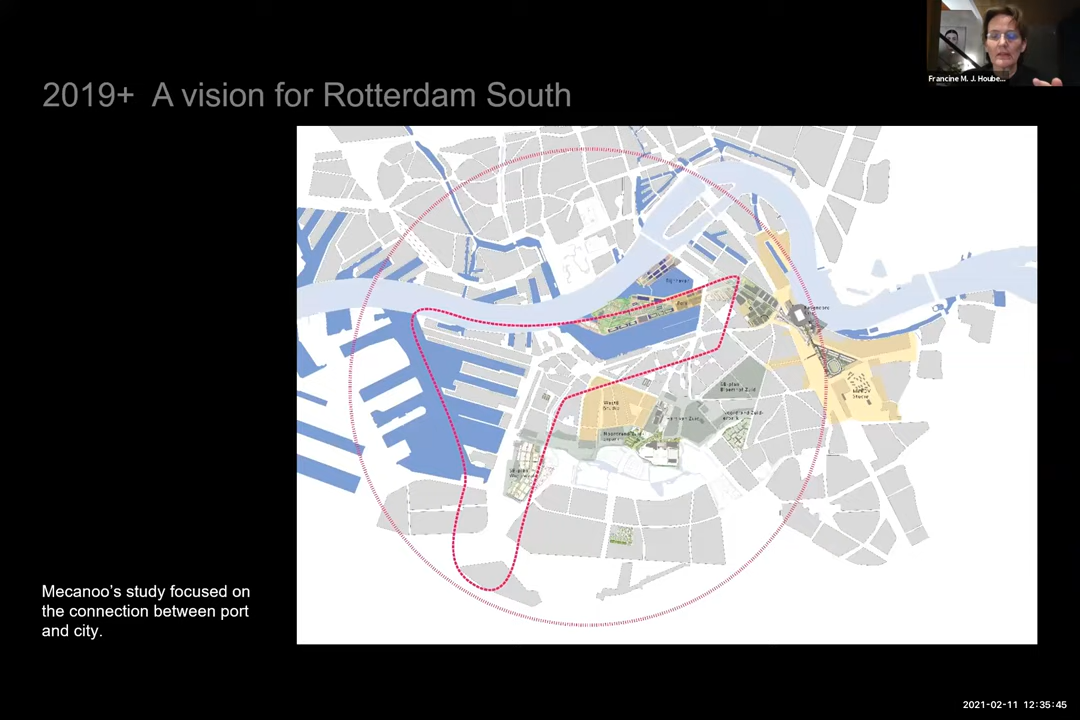 Francine M. J. Hoube...
2019+ A vision for Rotterdam South
Mecanoo's study focused on
the connection between port
and city.
2021-02-11 12:35:45